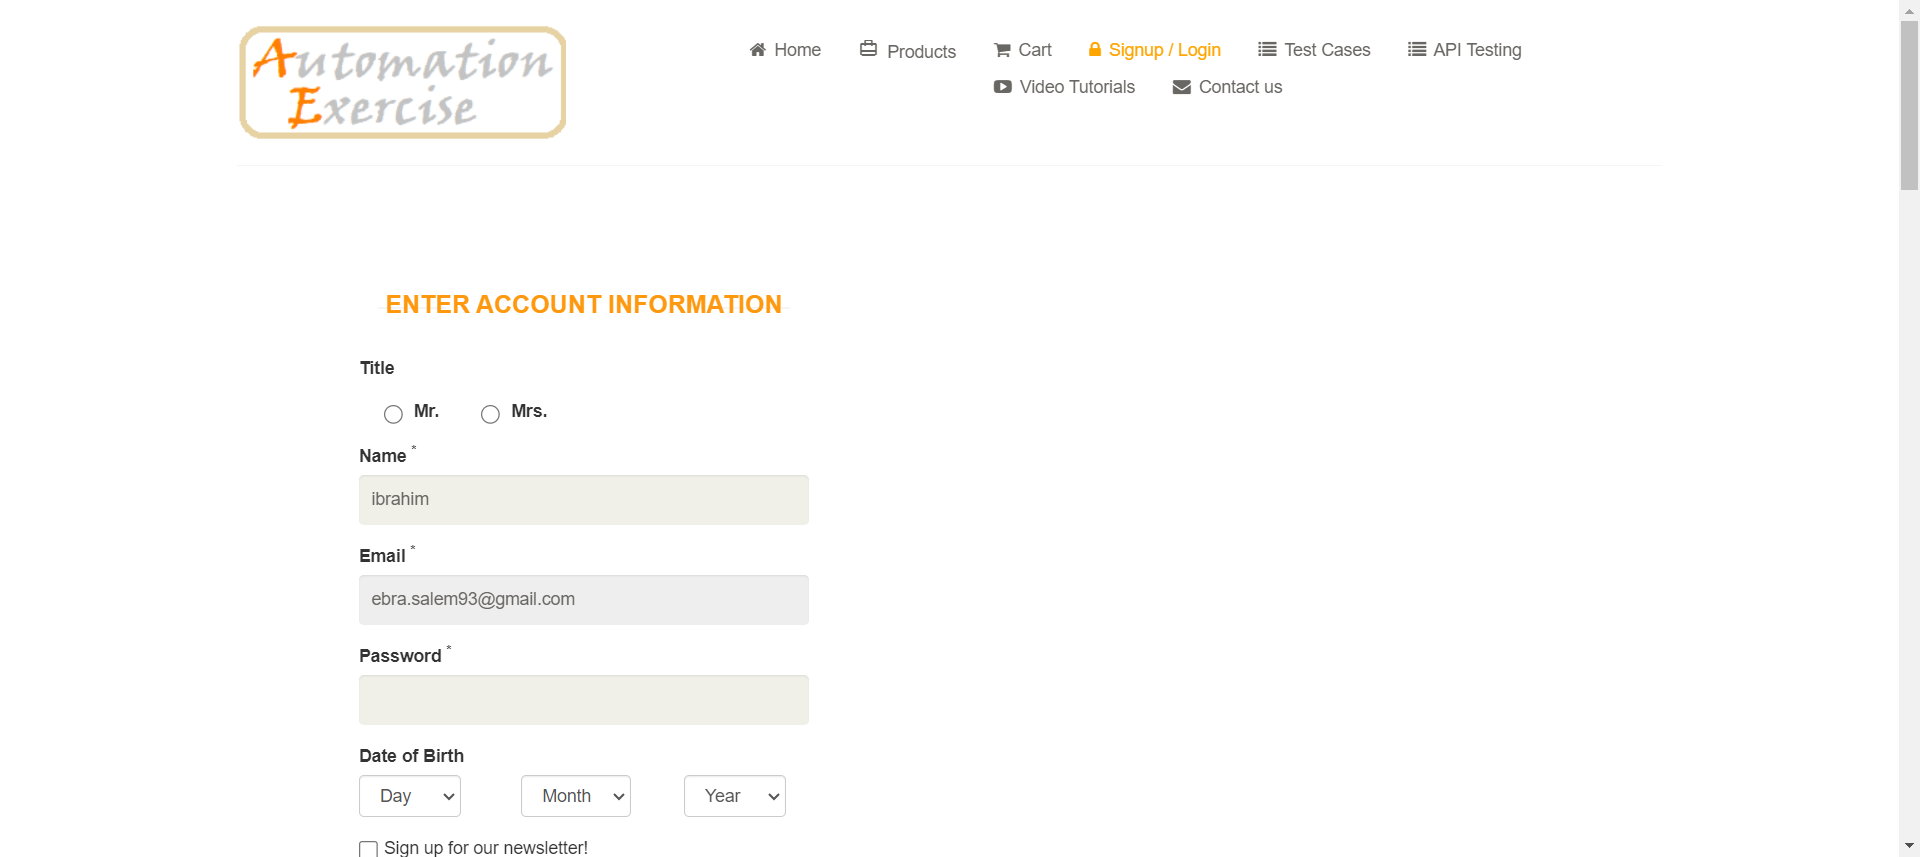 Automation
Exercise
Home Products Cart Signup / Login Test Cases API Testing
Video Tutorials Contact us
ENTER ACCOUNT INFORMATION
Title
Mr. Mrs.
Name *
ibrahim
Email *
ebra.salem93@gmail.com
Password *
Date of Birth
Day Month Year
Sign up for our newsletter!